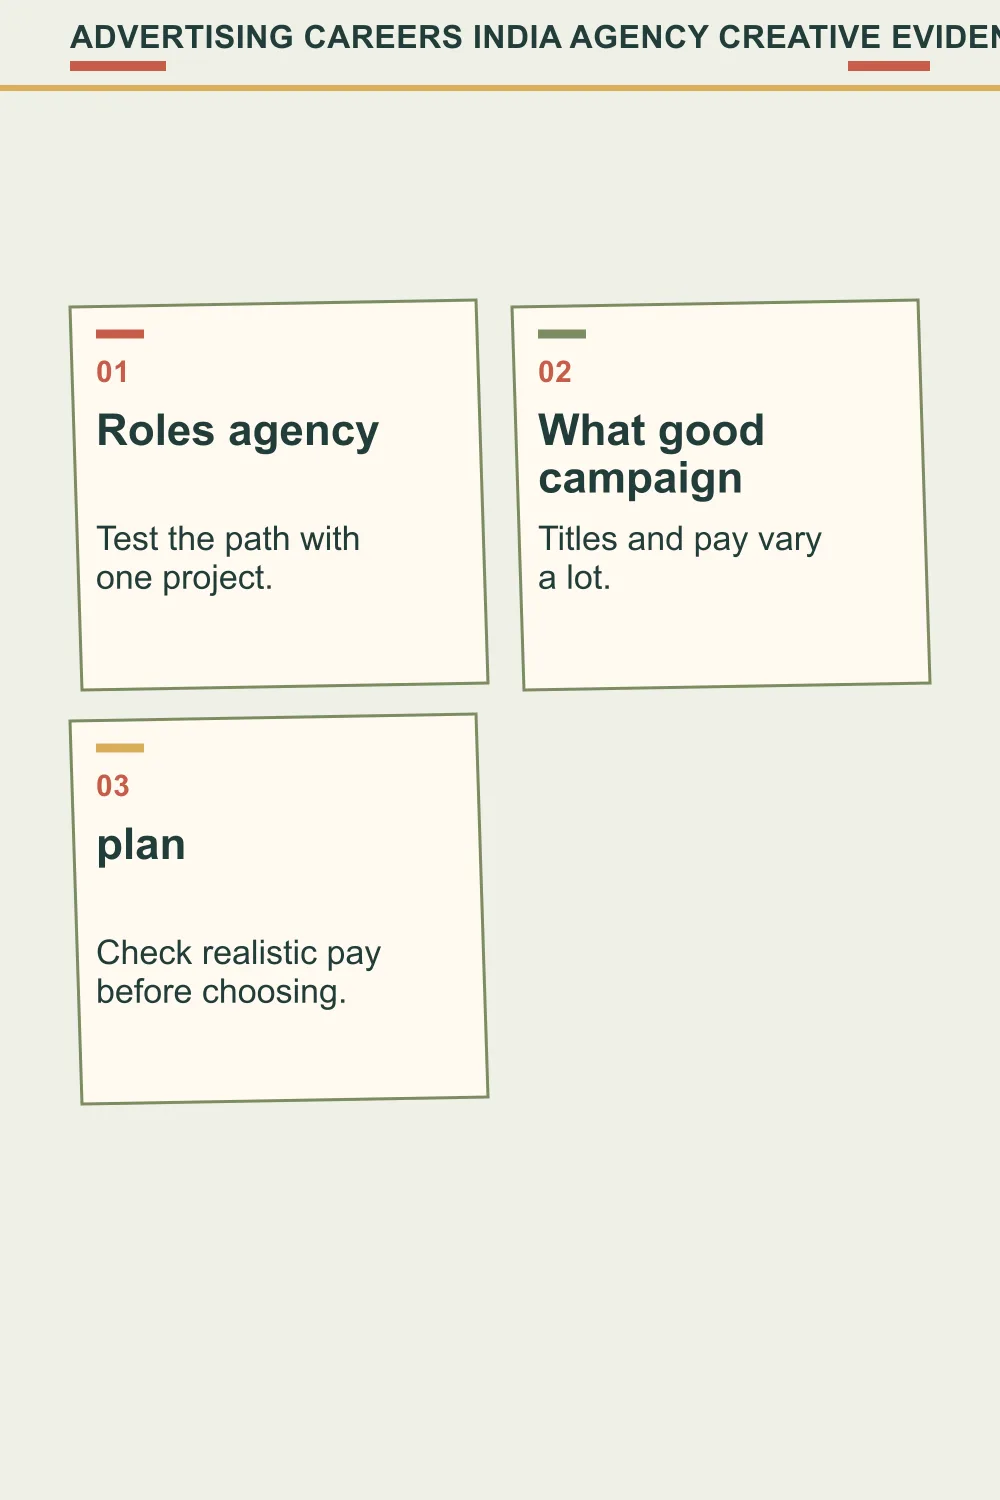 ADVERTISING CAREERS INDIA AGENCY CREATIVE
01
Roles agency
Test the path with
one project.
02
What good
campaign
Titles and pay vary
a lot.
03
plan
Check realistic pay
before choosing.